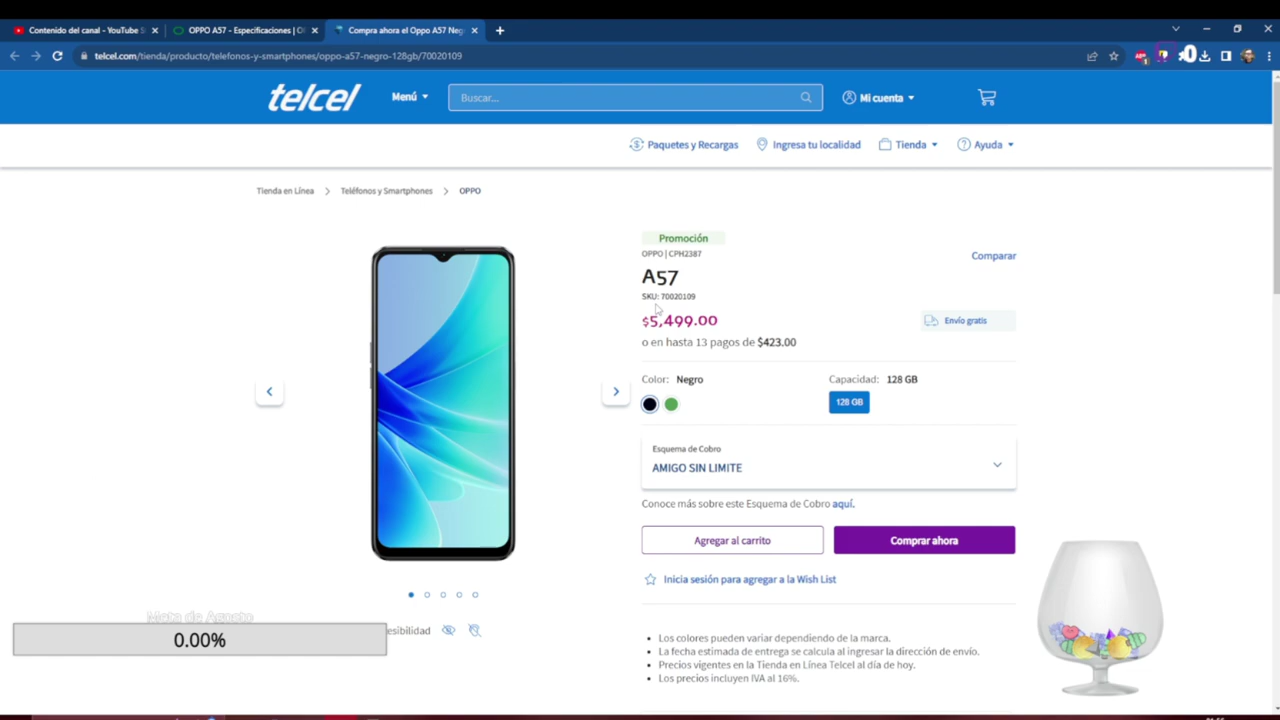 Contenido del canal - YouTube S
OPPO A57 - Especificaciones | O
Compra ahora el Oppo A57 Neg
telcel.com/tienda/producto/telefonos-y-smartphones/oppo-a57-negro-128gb/70020109
telcel
Menú
Buscar...
Mi cuenta
Paquetes y Recargas
Ingresa tu localidad
Tienda
Ayuda
Tienda en Línea > Teléfonos y Smartphones > OPPO
Promoción
OPPO | CPH2387
Comparar
A57
SKU: 70020109
$5,499.00
Envío gratis
o en hasta 13 pagos de $423.00
Color: Negro
Capacidad: 128 GB
128 GB
Esquema de Cobro
AMIGO SIN LIMITE
Conoce más sobre este Esquema de Cobro aquí.
Agregar al carrito
Comprar ahora
Inicia sesión para agregar a la Wish List
Meta de Agosto
0.00%
esibilidad
Los colores pueden variar dependiendo de la marca.
La fecha estimada de entrega se calcula al ingresar la dirección de envío.
Precios vigentes en la Tienda en Línea Telcel al día de hoy.
Los precios incluyen IVA al 16%.